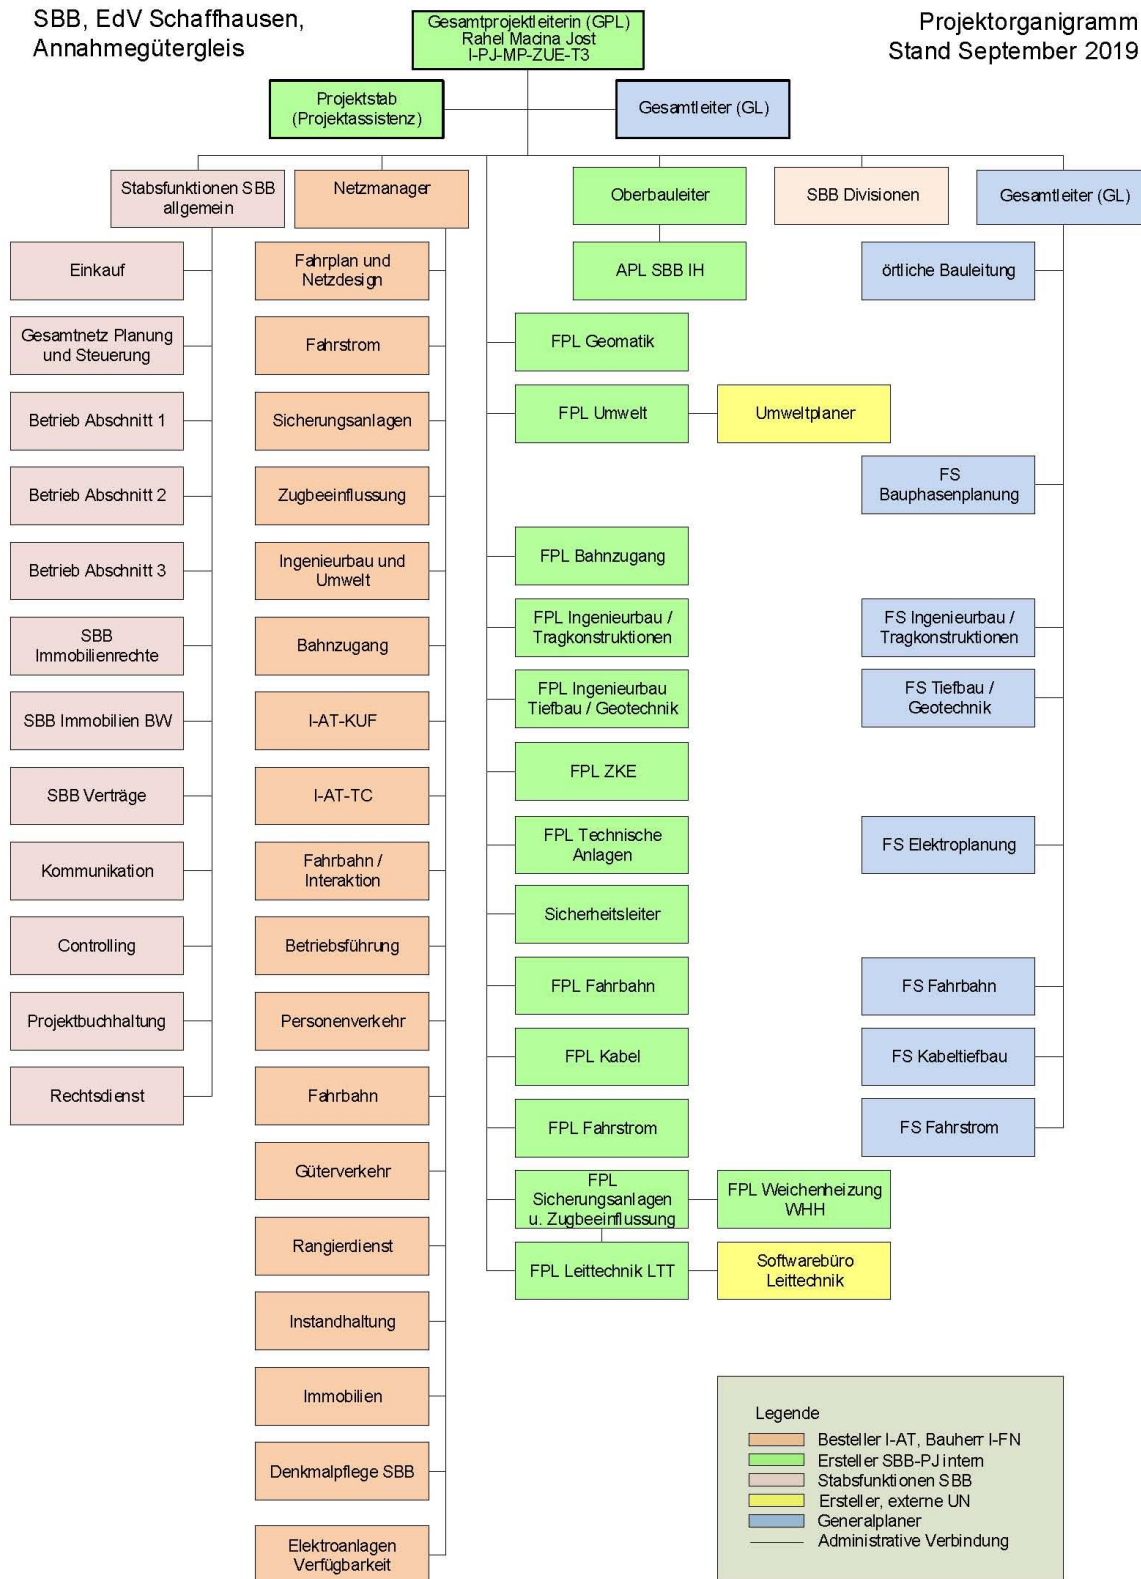 SBB, EdV Schaffhausen,
Annahmegütergleis
Gesamtprojektleiterin (GPL)
Rahel Macina Jost
I-PJ-MP-ZUE-T3
Projektorganigramm
Stand September 2019
Projektstab
(Projektassistenz)
Gesamtleiter (GL)
Stabsfunktionen SBB
allgemein
Netzmanager
Oberbauleiter
SBB Divisionen
Gesamtleiter (GL)
Einkauf
Gesamtnetz Planung
und Steuerung
Betrieb Abschnitt 1
Betrieb Abschnitt 2
Betrieb Abschnitt 3
SBB
Immobilienrechte
SBB Immobilien BW
SBB Verträge
Kommunikation
Controlling
Projektbuchhaltung
Rechtsdienst
Fahrplan und
Netzdesign
Fahrstrom
Sicherungsanlagen
Zugbeeinflussung
Ingenieurbau und
Umwelt
Bahnzugang
I-AT-KUF
I-AT-TC
Fahrbahn /
Interaktion
Betriebsführung
Personenverkehr
Fahrbahn
Güterverkehr
Rangierdienst
Instandhaltung
Immobilien
Denkmalpflege SBB
Elektroanlagen
Verfügbarkeit
APL SBB IH
FPL Geomatik
FPL Umwelt
Umweltplaner
FPL Bahnzugang
FPL Ingenieurbau /
Tragkonstruktionen
FPL Ingenieurbau
Tiefbau / Geotechnik
FPL ZKE
FPL Technische
Anlagen
Sicherheitsleiter
FPL Fahrbahn
FPL Kabel
FPL Fahrstrom
FPL
Sicherungsanlagen
u. Zugbeeinflussung
FPL Weichenheizung
WHH
FPL Leittechnik LTT
Softwarebüro
Leittechnik
örtliche Bauleitung
FS
Bauphasenplanung
FS Ingenieurbau /
Tragkonstruktionen
FS Tiefbau /
Geotechnik
FS Elektroplanung
FS Fahrbahn
FS Kabeltiefbau
FS Fahrstrom
Legende
Besteller I-AT, Bauherr I-FN
Ersteller SBB-PJ intern
Stabsfunktionen SBB
Ersteller, externe UN
Generalplaner
Administrative Verbindung